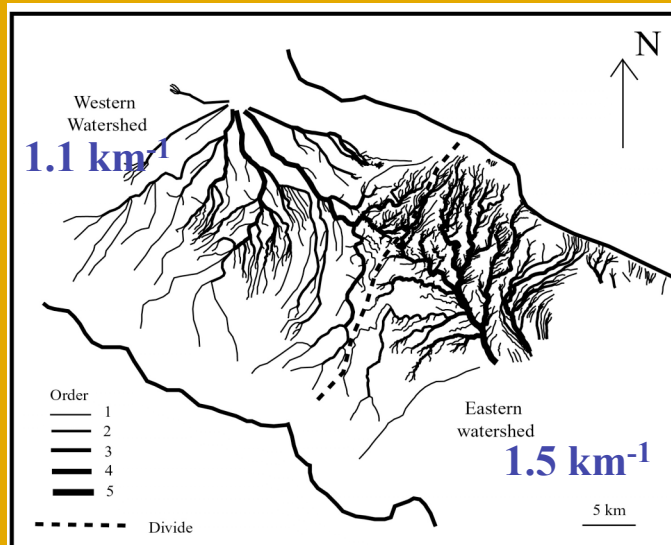 N
Western
Watershed
1.1 km⁻¹
Order
1
2
3
4
5
Divide
Eastern
watershed
1.5 km⁻¹
5 km